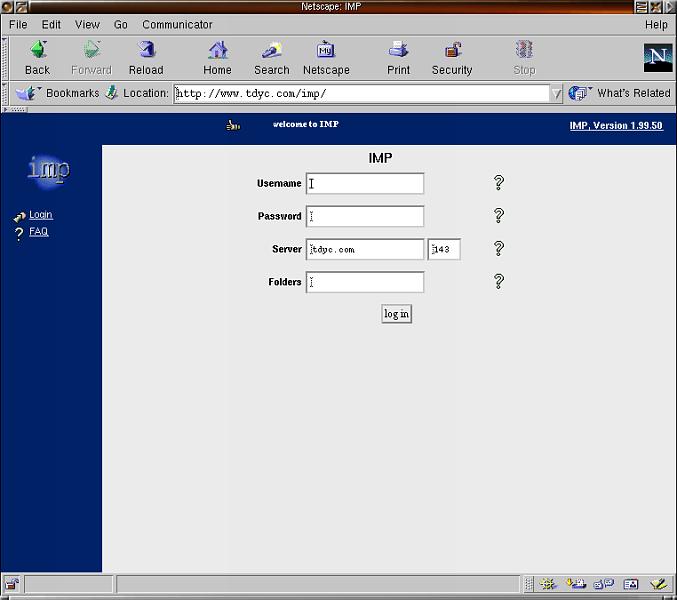 Netscape: IMP
File Edit View Go Communicator Help
Back Forward Reload Home Search Netscape Print Security Stop
My
N
Bookmarks Location: http://www.tdyc.com/imp/ What's Related
welcome to IMP IMP, Version 1.99.50
imp
IMP
Username ?
Password ?
Login
FAQ
Server tdyc.com 143 ?
Folders ?
log in